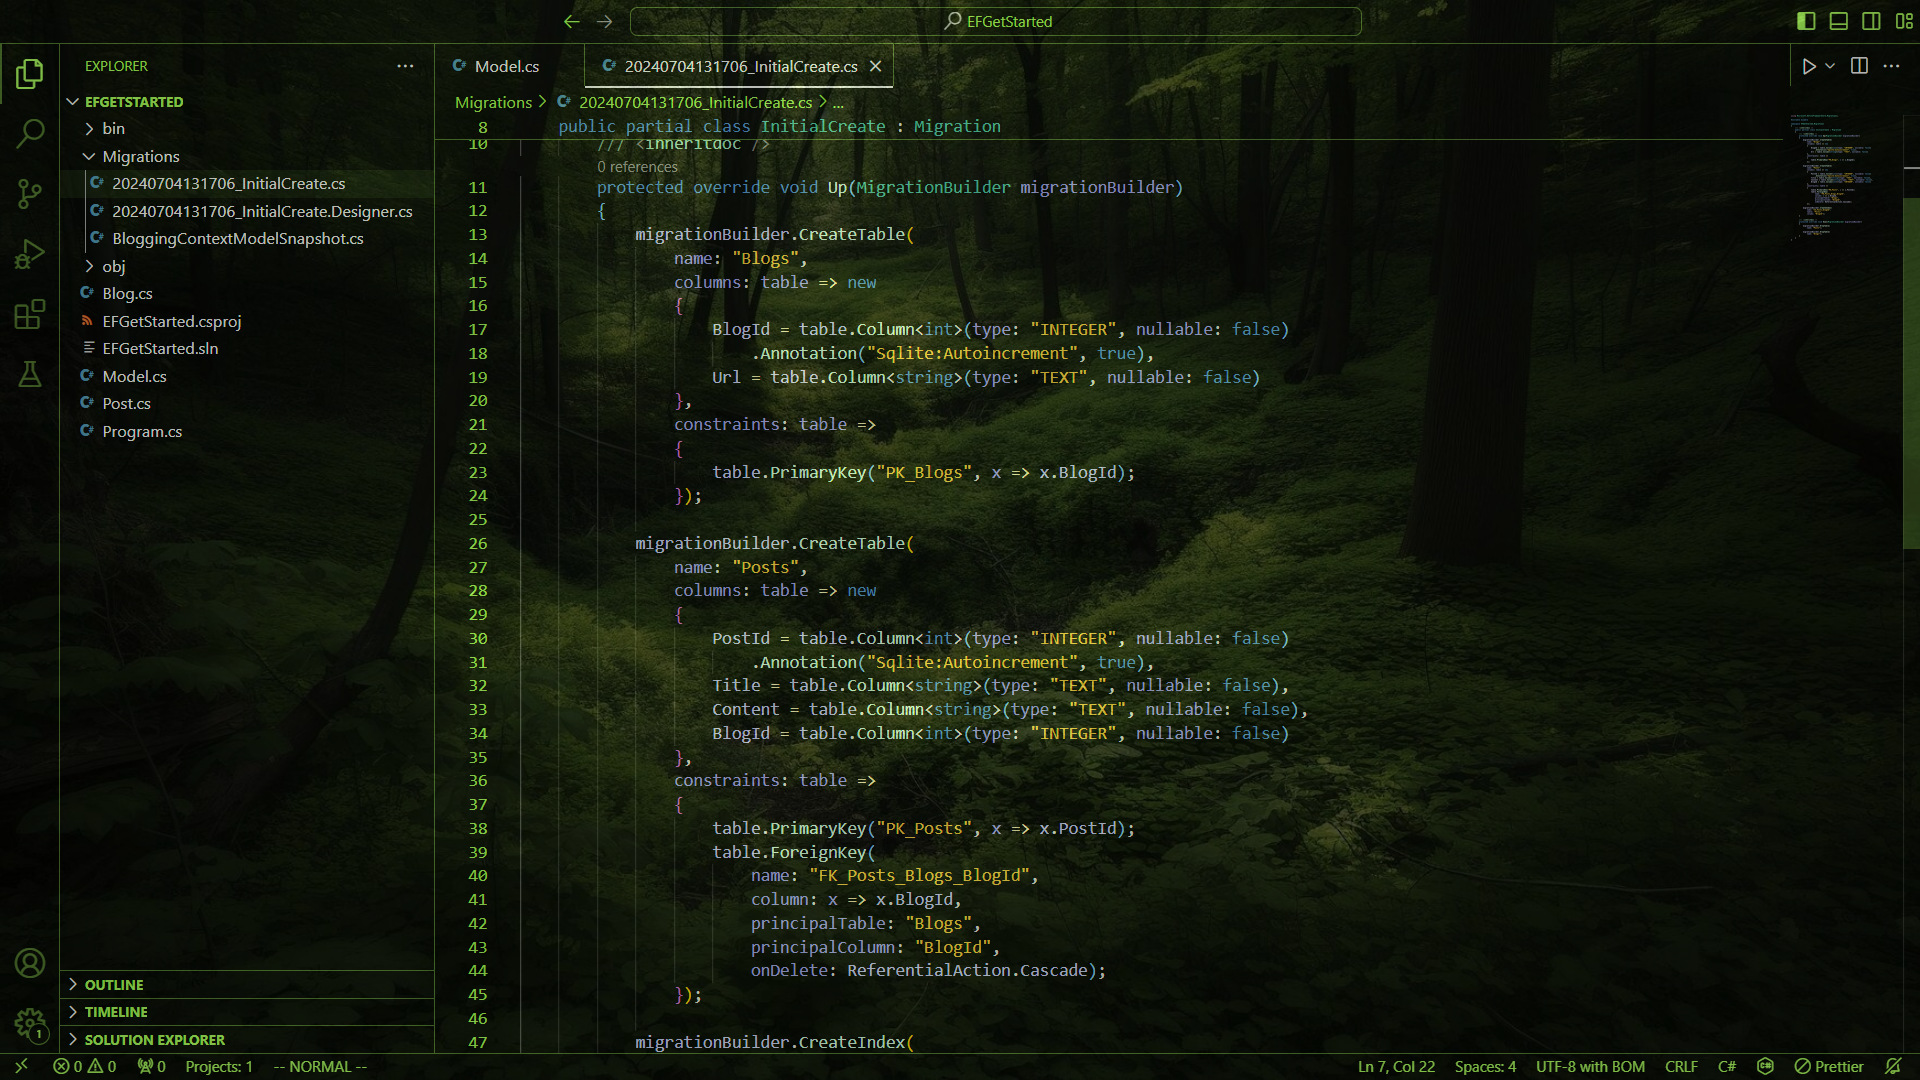 EFGetStarted
EXPLORER
EFGETSTARTED
bin
Migrations
20240704131706_InitialCreate.cs
20240704131706_InitialCreate.Designer.cs
BloggingContextModelSnapshot.cs
obj
Blog.cs
EFGetStarted.csproj
EFGetStarted.sln
Model.cs
Post.cs
Program.cs
OUTLINE
TIMELINE
SOLUTION EXPLORER
Model.cs
20240704131706_InitialCreate.cs
Migrations > 20240704131706_InitialCreate.cs > ...
8 public partial class InitialCreate : Migration
10 /// <inheritdoc />
0 references
11 protected override void Up(MigrationBuilder migrationBuilder)
12 {
13 migrationBuilder.CreateTable(
14 name: "Blogs",
15 columns: table => new
16 {
17 BlogId = table.Column<int>(type: "INTEGER", nullable: false)
18 .Annotation("Sqlite:Autoincrement", true),
19 Url = table.Column<string>(type: "TEXT", nullable: false)
20 },
21 constraints: table =>
22 {
23 table.PrimaryKey("PK_Blogs", x => x.BlogId);
24 });
25
26 migrationBuilder.CreateTable(
27 name: "Posts",
28 columns: table => new
29 {
30 PostId = table.Column<int>(type: "INTEGER", nullable: false)
31 .Annotation("Sqlite:Autoincrement", true),
32 Title = table.Column<string>(type: "TEXT", nullable: false),
33 Content = table.Column<string>(type: "TEXT", nullable: false),
34 BlogId = table.Column<int>(type: "INTEGER", nullable: false)
35 },
36 constraints: table =>
37 {
38 table.PrimaryKey("PK_Posts", x => x.PostId);
39 table.ForeignKey(
40 name: "FK_Posts_Blogs_BlogId",
41 column: x => x.BlogId,
42 principalTable: "Blogs",
43 principalColumn: "BlogId",
44 onDelete: ReferentialAction.Cascade);
45 });
46
47 migrationBuilder.CreateIndex(
1
0 0 0 Projects: 1 -- NORMAL -- Ln 7, Col 22 Spaces: 4 UTF-8 with BOM CRLF C# Prettier